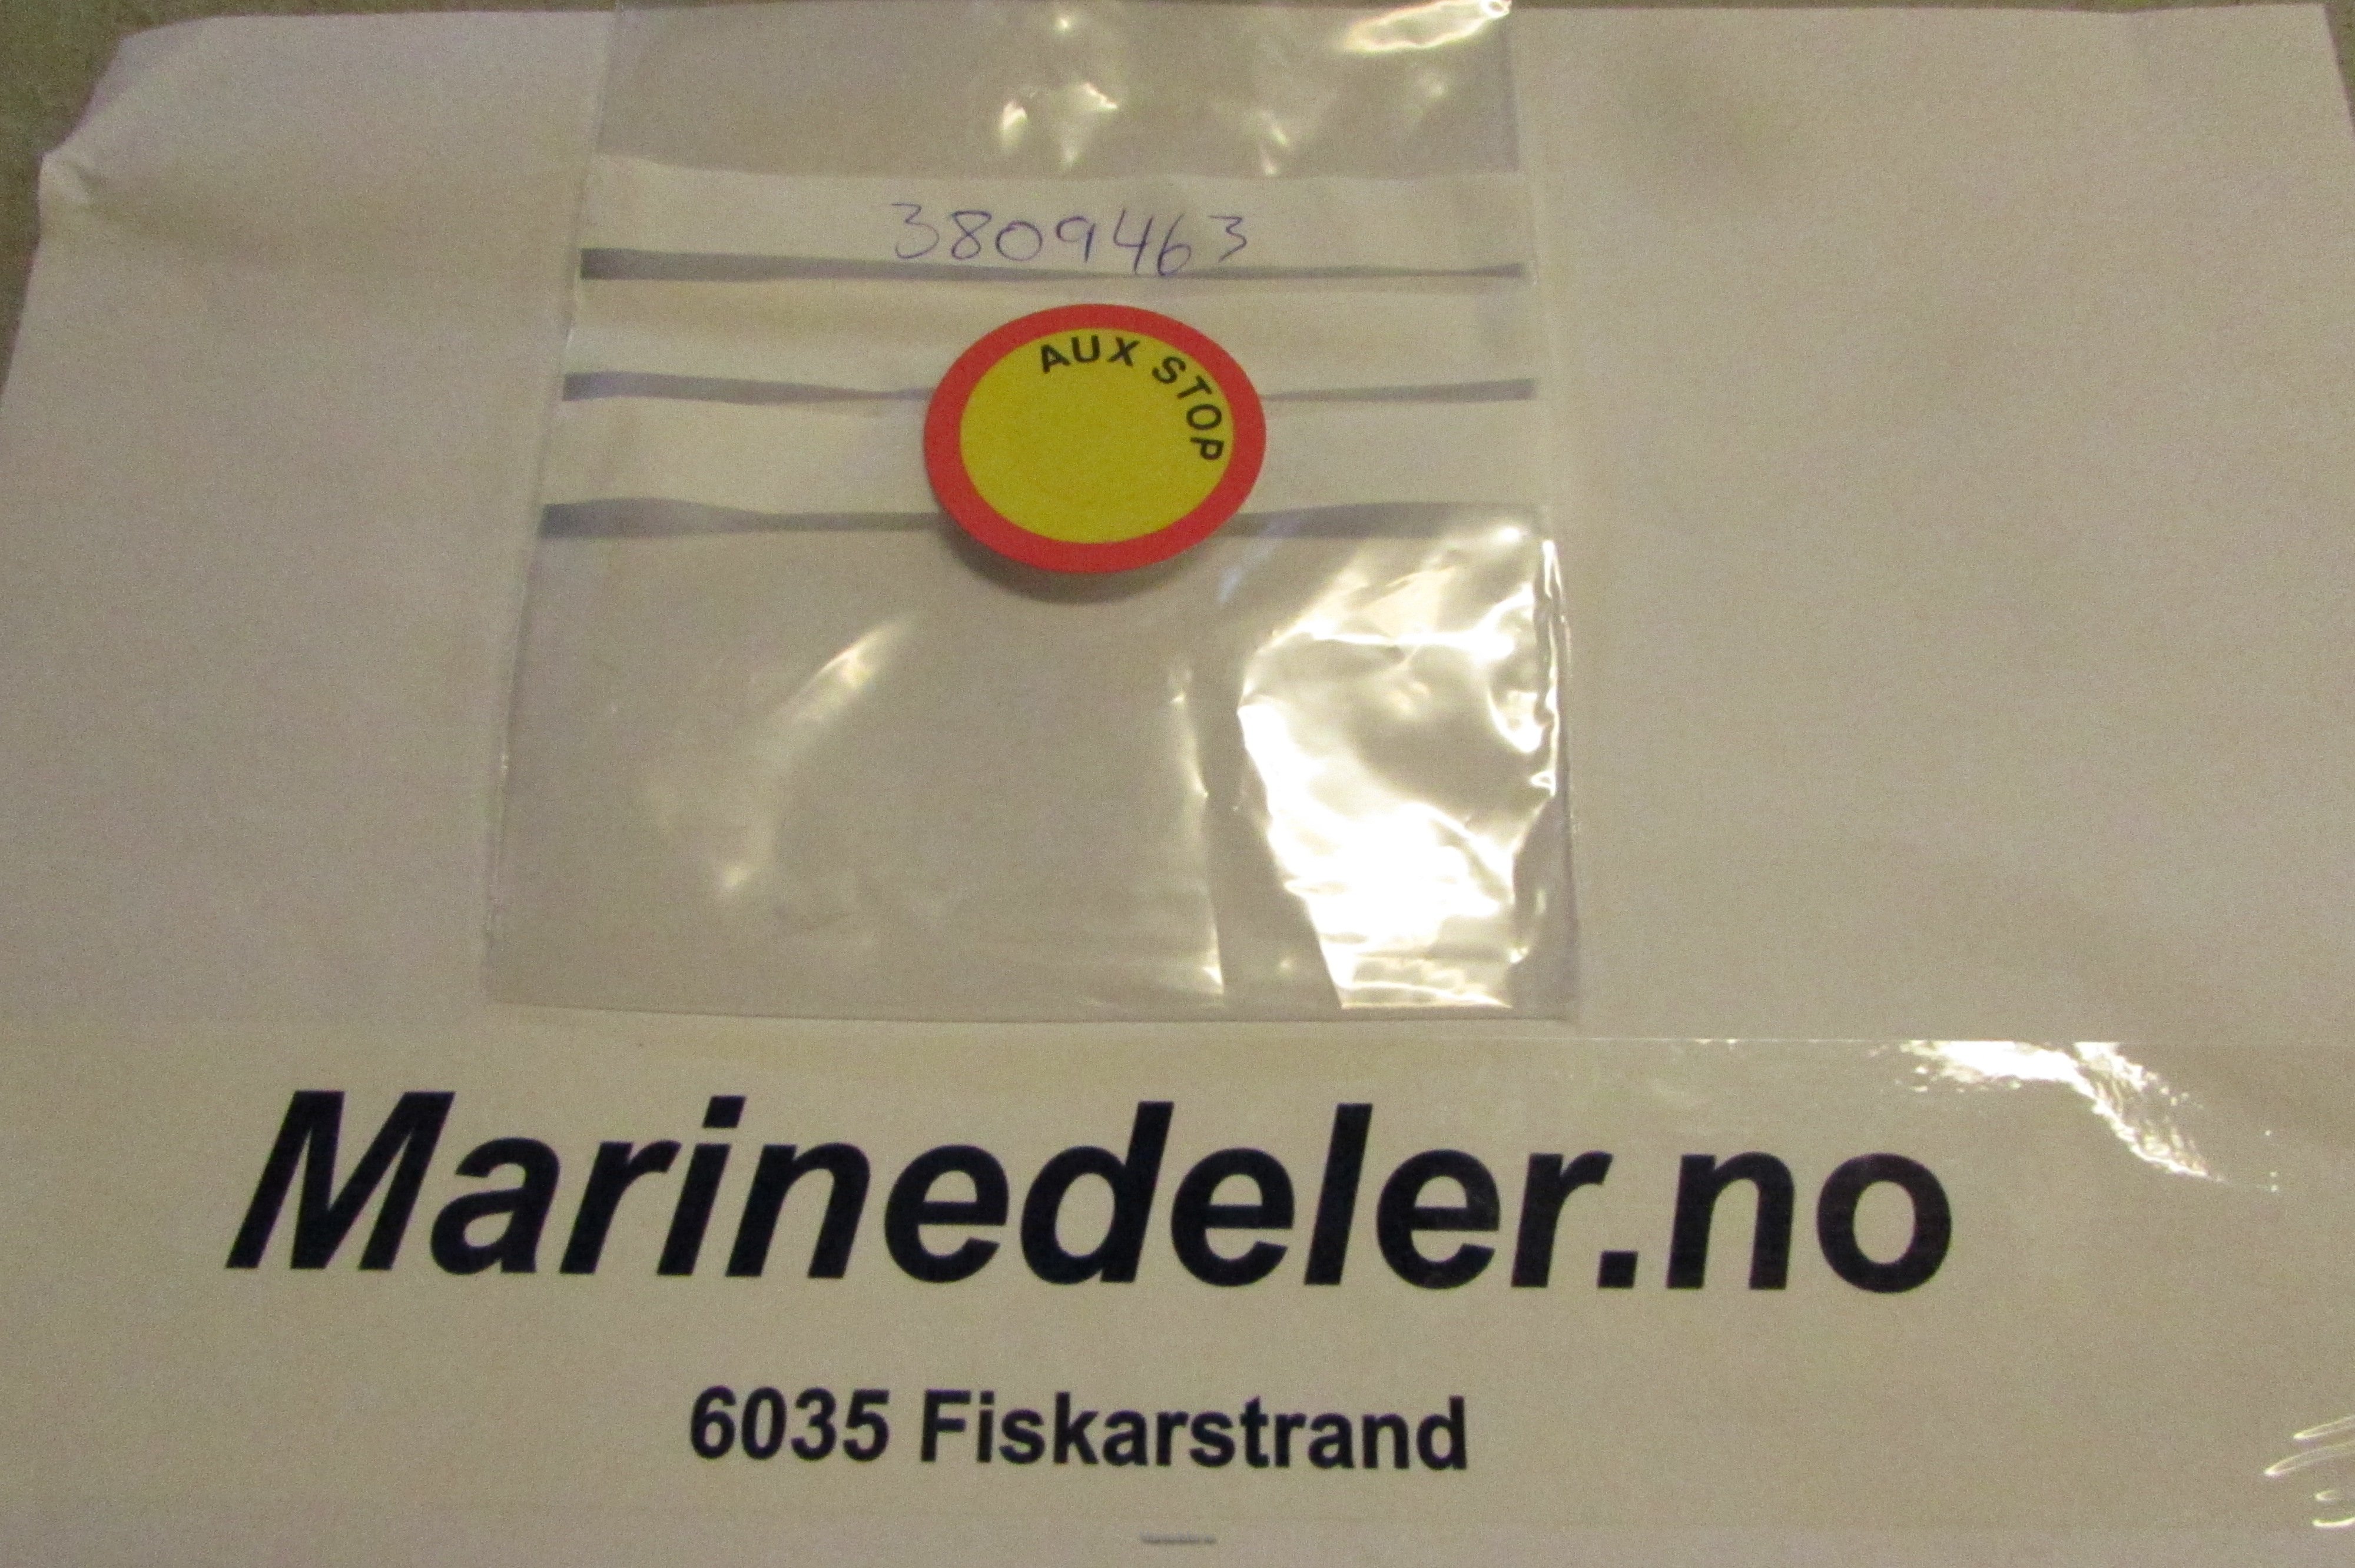 3809463
AUX STOP
Marinedeler.no
6035 Fiskarstrand